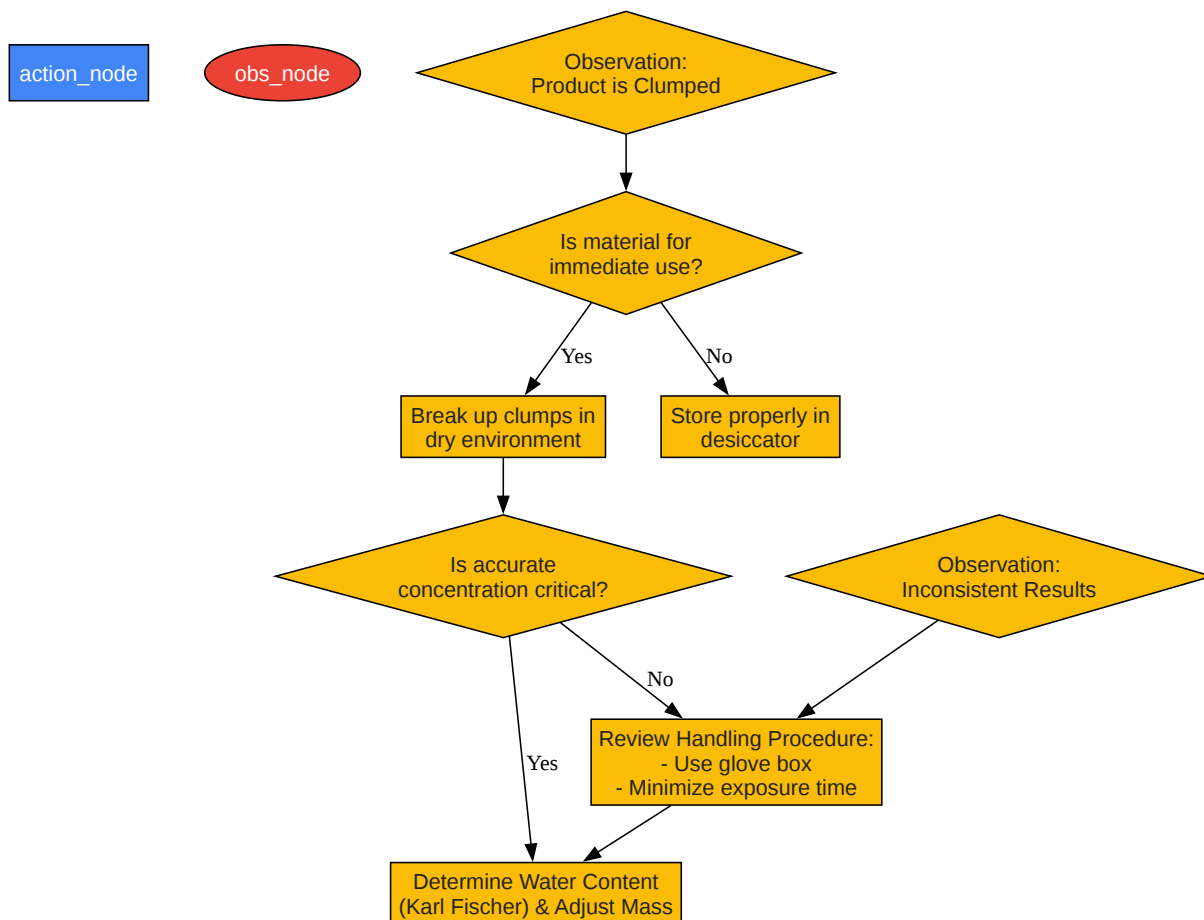 action_node
obs_node
Observation:
Product is Clumped
Is material for
immediate use?
Yes
No
Break up clumps in
dry environment
Store properly in
desiccator
Is accurate
concentration critical?
Observation:
Inconsistent Results
No
Yes
Review Handling Procedure:
- Use glove box
- Minimize exposure time
Determine Water Content
(Karl Fischer) & Adjust Mass